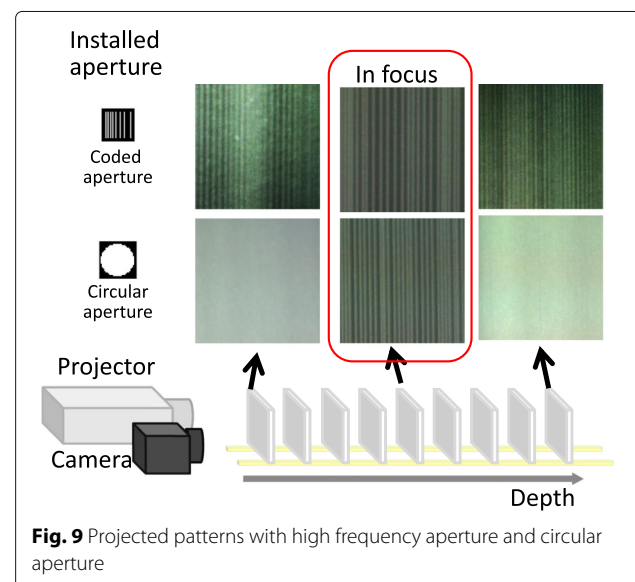 Installed
aperture
In focus
Coded
aperture
Circular
aperture
Projector
Camera
Depth
Fig. 9 Projected patterns with high frequency aperture and circular
aperture